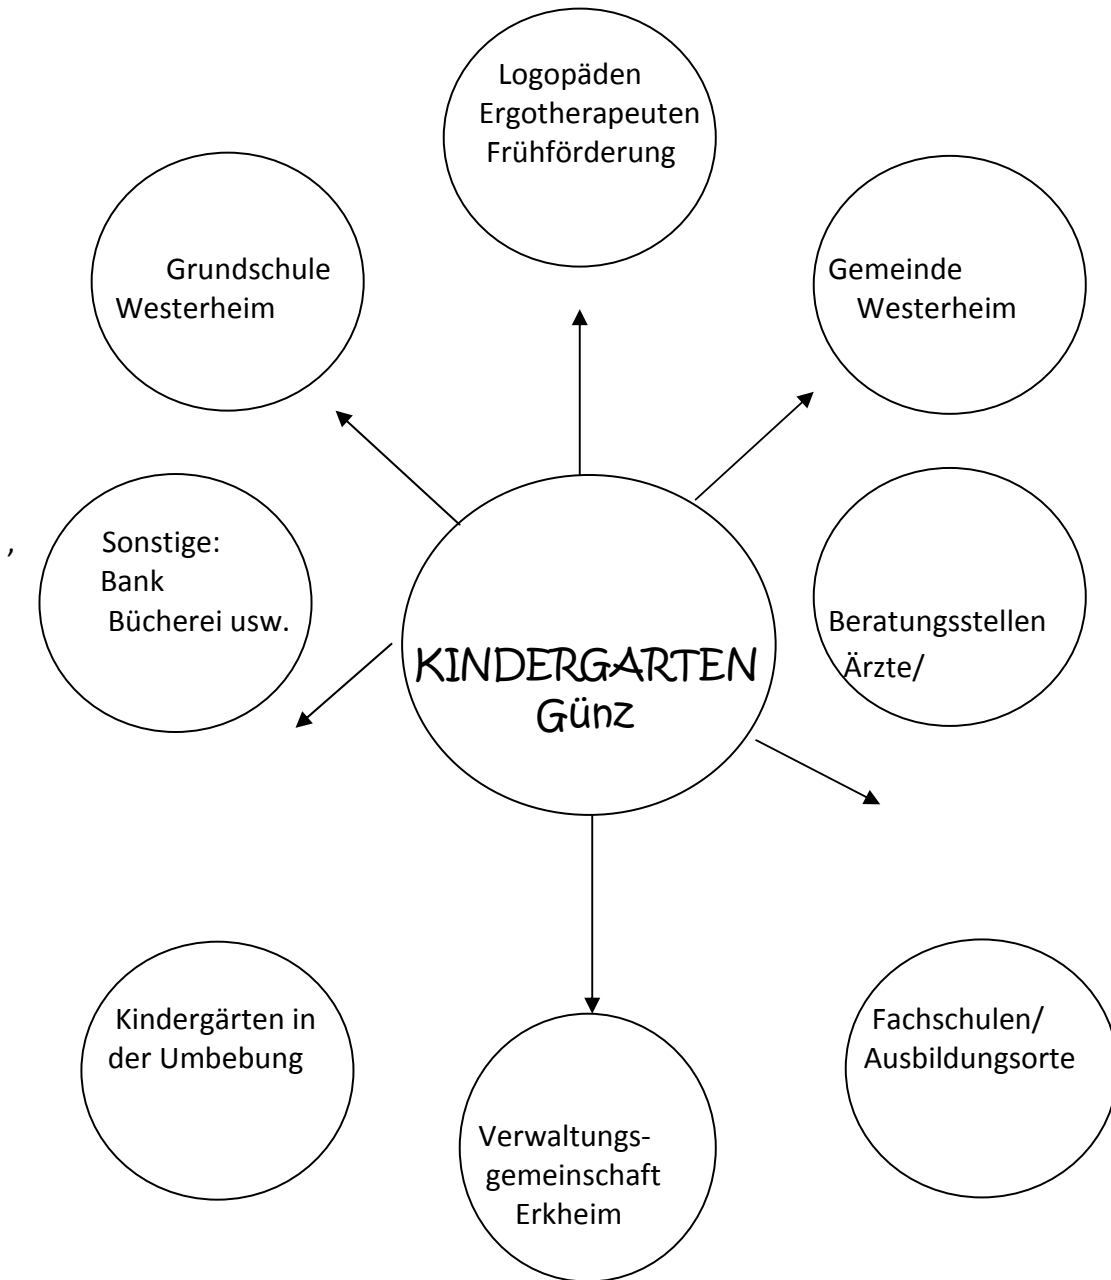 Logopäden
Ergotherapeuten
Frühförderung
Grundschule
Westerheim
Gemeinde
Westerheim
,
Sonstige:
Bank
Bücherei usw.
KINDERGARTEN
Günz
Beratungsstellen
Ärzte/
Kindergärten in
der Umbebung
Verwaltungs-
gemeinschaft
Erkheim
Fachschulen/
Ausbildungsorte